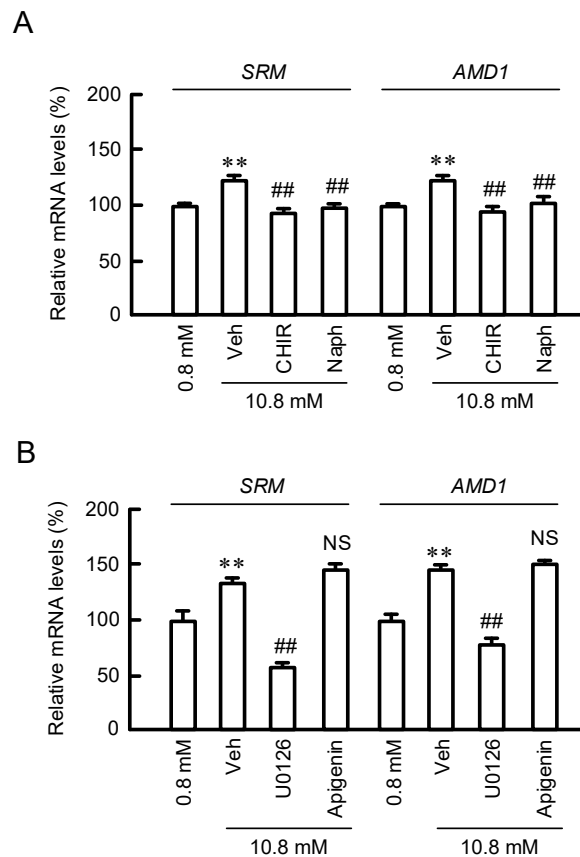 A
SRM AMD1
Relative mRNA levels (%)
200
150
100
50
0
** ## ## ** ## ##
0.8 mM Veh CHIR Naph 0.8 mM Veh CHIR Naph
10.8 mM 10.8 mM
B
SRM AMD1
Relative mRNA levels (%)
200
150
100
50
0
** ## NS ** ## NS
0.8 mM Veh U0126 Apigenin 0.8 mM Veh U0126 Apigenin
10.8 mM 10.8 mM